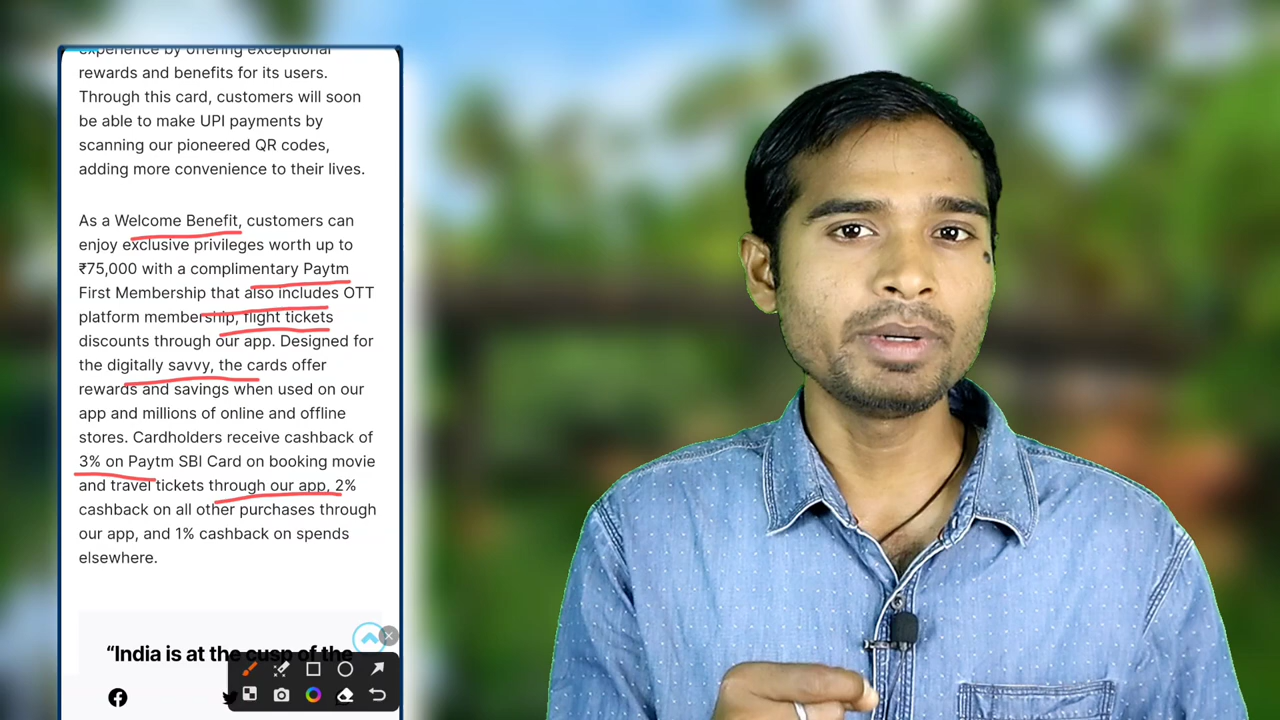 experience by offering exceptional
rewards and benefits for its users.
Through this card, customers will soon
be able to make UPI payments by
scanning our pioneered QR codes,
adding more convenience to their lives.
As a Welcome Benefit, customers can
enjoy exclusive privileges worth up to
₹75,000 with a complimentary Paytm
First Membership that also includes OTT
platform membership, flight tickets
discounts through our app. Designed for
the digitally savvy, the cards offer
rewards and savings when used on our
app and millions of online and offline
stores. Cardholders receive cashback of
3% on Paytm SBI Card on booking movie
and travel tickets through our app, 2%
cashback on all other purchases through
our app, and 1% cashback on spends
elsewhere.
“India is at the cusp of the